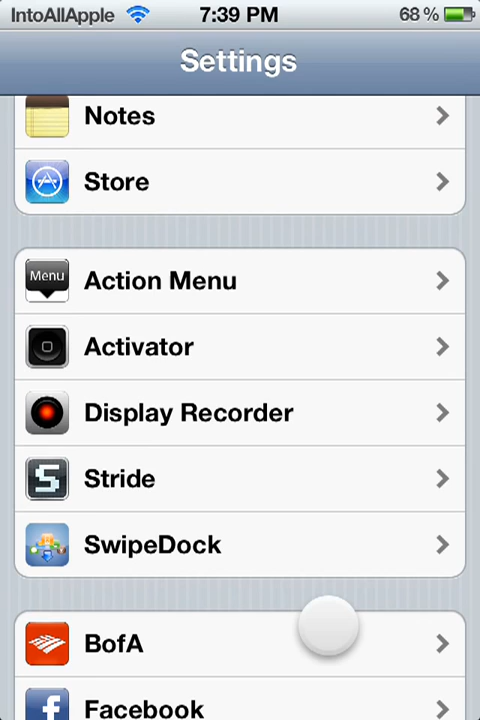 IntoAllApple 7:39 PM 68 %
Settings
Notes
Store
Menu
Action Menu
Activator
Display Recorder
S
Stride
SwipeDock
BofA
f
Facebook